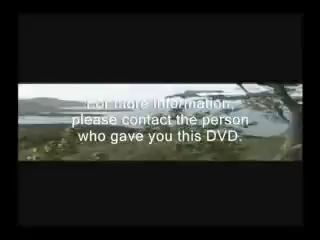 For more information,
please contact the person
who gave you this DVD.